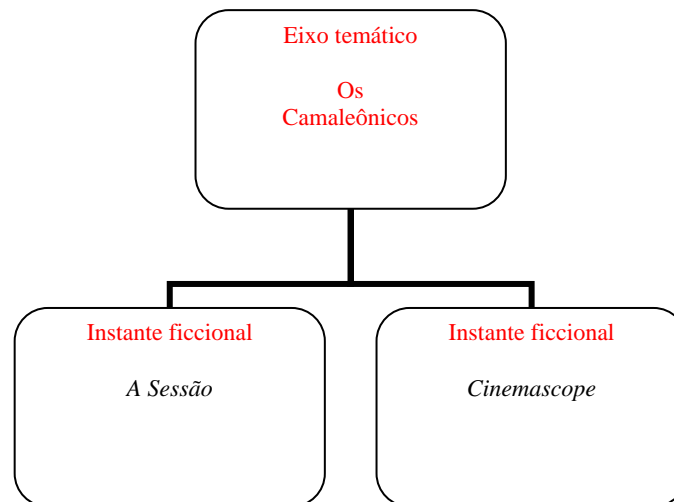 Eixo temático
Os
Camaleônicos
Instante ficcional
A Sessão
Instante ficcional
Cinemascope